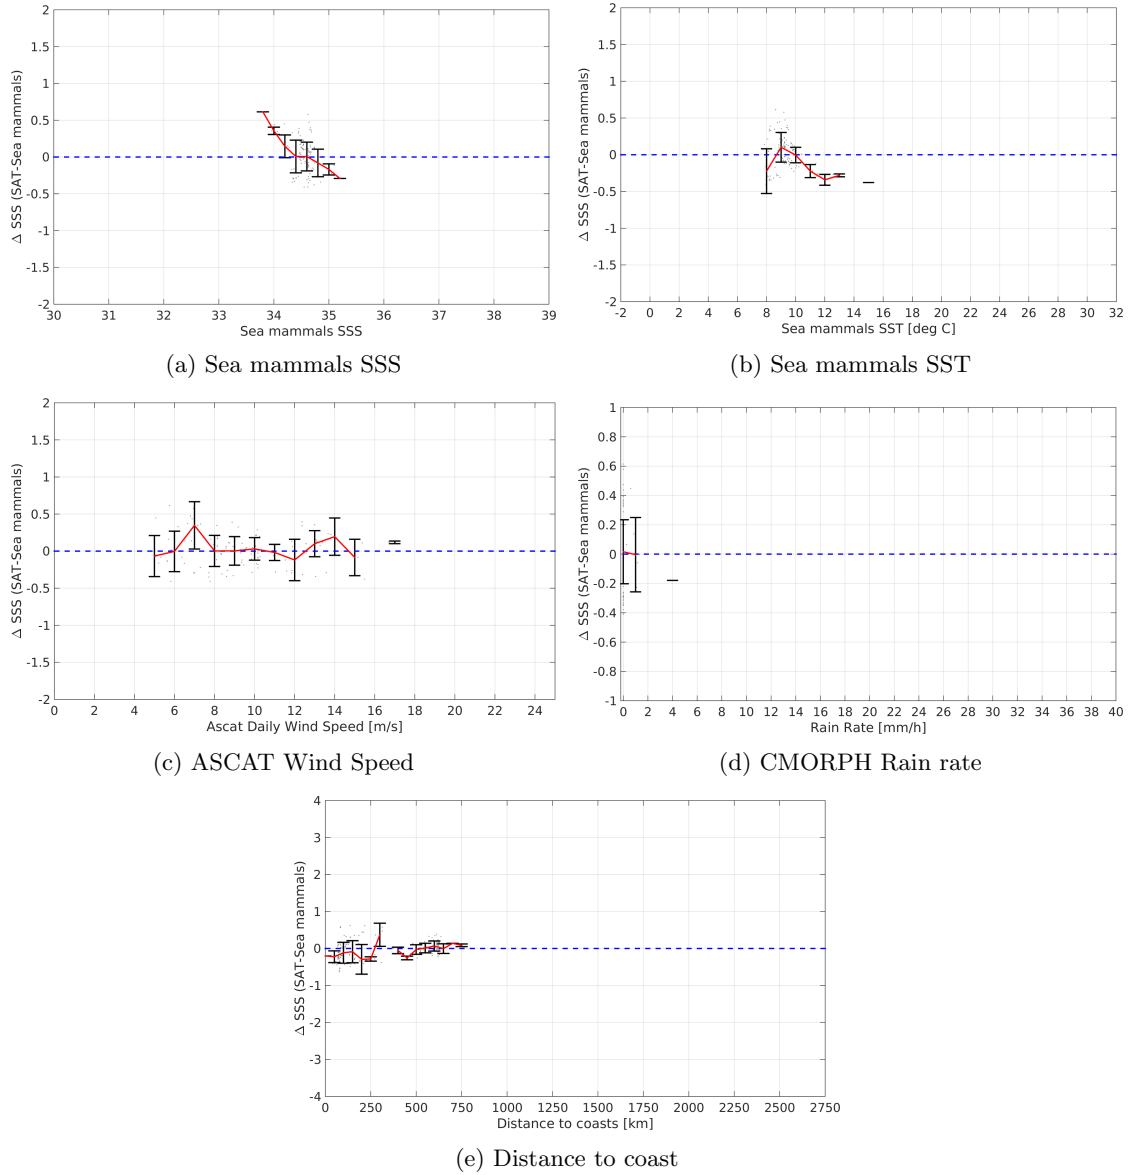 2
1.5
1
0.5
0
-0.5
-1
-1.5
-2
Δ SSS (SAT-Sea mammals)
30 31 32 33 34 35 36 37 38 39
Sea mammals SSS
(a) Sea mammals SSS
2
1.5
1
0.5
0
-0.5
-1
-1.5
-2
Δ SSS (SAT-Sea mammals)
-2 0 2 4 6 8 10 12 14 16 18 20 22 24 26 28 30 32
Sea mammals SST [deg C]
(b) Sea mammals SST
2
1.5
1
0.5
0
-0.5
-1
-1.5
-2
Δ SSS (SAT-Sea mammals)
0 2 4 6 8 10 12 14 16 18 20 22 24
Ascat Daily Wind Speed [m/s]
(c) ASCAT Wind Speed
1
0.8
0.6
0.4
0.2
0
-0.2
-0.4
-0.6
-0.8
-1
Δ SSS (SAT-Sea mammals)
0 2 4 6 8 10 12 14 16 18 20 22 24 26 28 30 32 34 36 38 40
Rain Rate [mm/h]
(d) CMORPH Rain rate
4
3
2
1
0
-1
-2
-3
-4
Δ SSS (SAT-Sea mammals)
0 250 500 750 1000 1250 1500 1750 2000 2250 2500 2750
Distance to coasts [km]
(e) Distance to coast